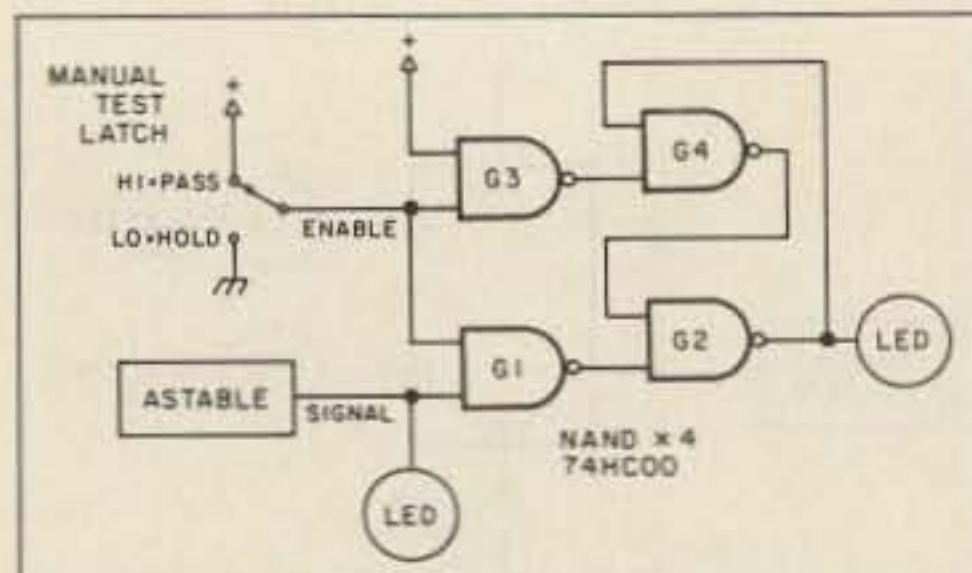 MANUAL
TEST
LATCH
+
+
HI=PASS
LO=HOLD
ENABLE
G3
G4
G1
G2
LED
ASTABLE
SIGNAL
LED
NAND × 4
74HC00